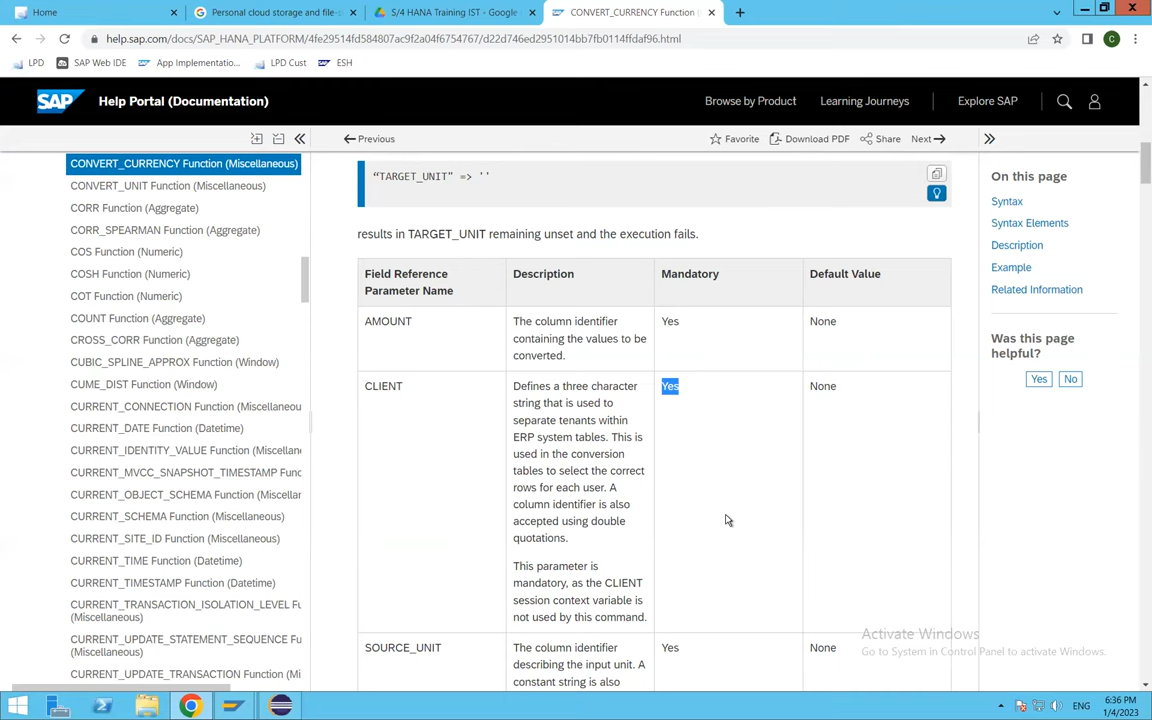 Home
Personal cloud storage and file-s
S/4 HANA Training IST - Google
CONVERT_CURRENCY Function (
help.sap.com/docs/SAP_HANA_PLATFORM/4fe29514fd584807ac9f2a04f6754767/d22d746ed2951014bb7fb0114ffdaf96.html
LPD
SAP Web IDE
App Implementatio...
LPD Cust
ESH
SAP
Help Portal (Documentation)
Browse by Product
Learning Journeys
Explore SAP
Previous
Favorite
Download PDF
Share
Next
CONVERT_CURRENCY Function (Miscellaneous)
CONVERT_UNIT Function (Miscellaneous)
CORR Function (Aggregate)
CORR_SPEARMAN Function (Aggregate)
COS Function (Numeric)
COSH Function (Numeric)
COT Function (Numeric)
COUNT Function (Aggregate)
CROSS_CORR Function (Aggregate)
CUBIC_SPLINE_APPROX Function (Window)
CUME_DIST Function (Window)
CURRENT_CONNECTION Function (Miscellaneou
CURRENT_DATE Function (Datetime)
CURRENT_IDENTITY_VALUE Function (Miscellane
CURRENT_MVCC_SNAPSHOT_TIMESTAMP Func
CURRENT_OBJECT_SCHEMA Function (Miscellar
CURRENT_SCHEMA Function (Miscellaneous)
CURRENT_SITE_ID Function (Miscellaneous)
CURRENT_TIME Function (Datetime)
CURRENT_TIMESTAMP Function (Datetime)
CURRENT_TRANSACTION_ISOLATION_LEVEL Fu
(Miscellaneous)
CURRENT_UPDATE_STATEMENT_SEQUENCE Fu
(Miscellaneous)
CURRENT_UPDATE_TRANSACTION Function (Mi
“TARGET_UNIT” => ''
results in TARGET_UNIT remaining unset and the execution fails.
Field Reference
Parameter Name
Description
Mandatory
Default Value
AMOUNT
The column identifier
containing the values to be
converted.
Yes
None
CLIENT
Defines a three character
string that is used to
separate tenants within
ERP system tables. This is
used in the conversion
tables to select the correct
rows for each user. A
column identifier is also
accepted using double
quotations.
This parameter is
mandatory, as the CLIENT
session context variable is
not used by this command.
Yes
None
SOURCE_UNIT
The column identifier
describing the input unit. A
constant string is also
Yes
None
On this page
Syntax
Syntax Elements
Description
Example
Related Information
Was this page
helpful?
Yes
No
Activate Windows
Go to System in Control Panel to activate Windows.
C
ENG
6:36 PM
1/4/2023